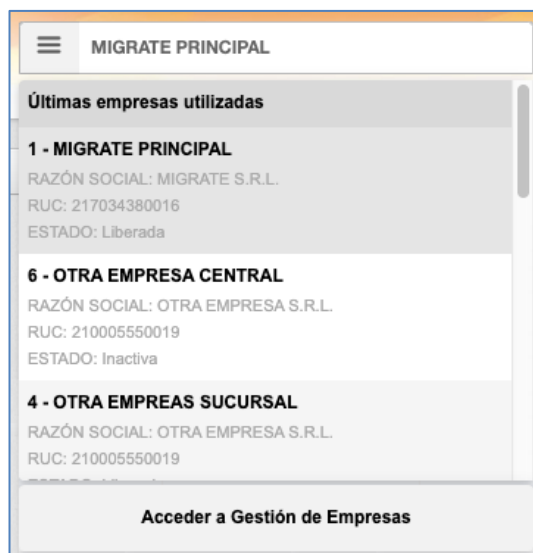 MIGRATE PRINCIPAL
Últimas empresas utilizadas
1 - MIGRATE PRINCIPAL
RAZÓN SOCIAL: MIGRATE S.R.L.
RUC: 217034380016
ESTADO: Liberada
6 - OTRA EMPRESA CENTRAL
RAZÓN SOCIAL: OTRA EMPRESA S.R.L.
RUC: 210005550019
ESTADO: Inactiva
4 - OTRA EMPREAS SUCURSAL
RAZÓN SOCIAL: OTRA EMPRESA S.R.L.
RUC: 210005550019
Acceder a Gestión de Empresas